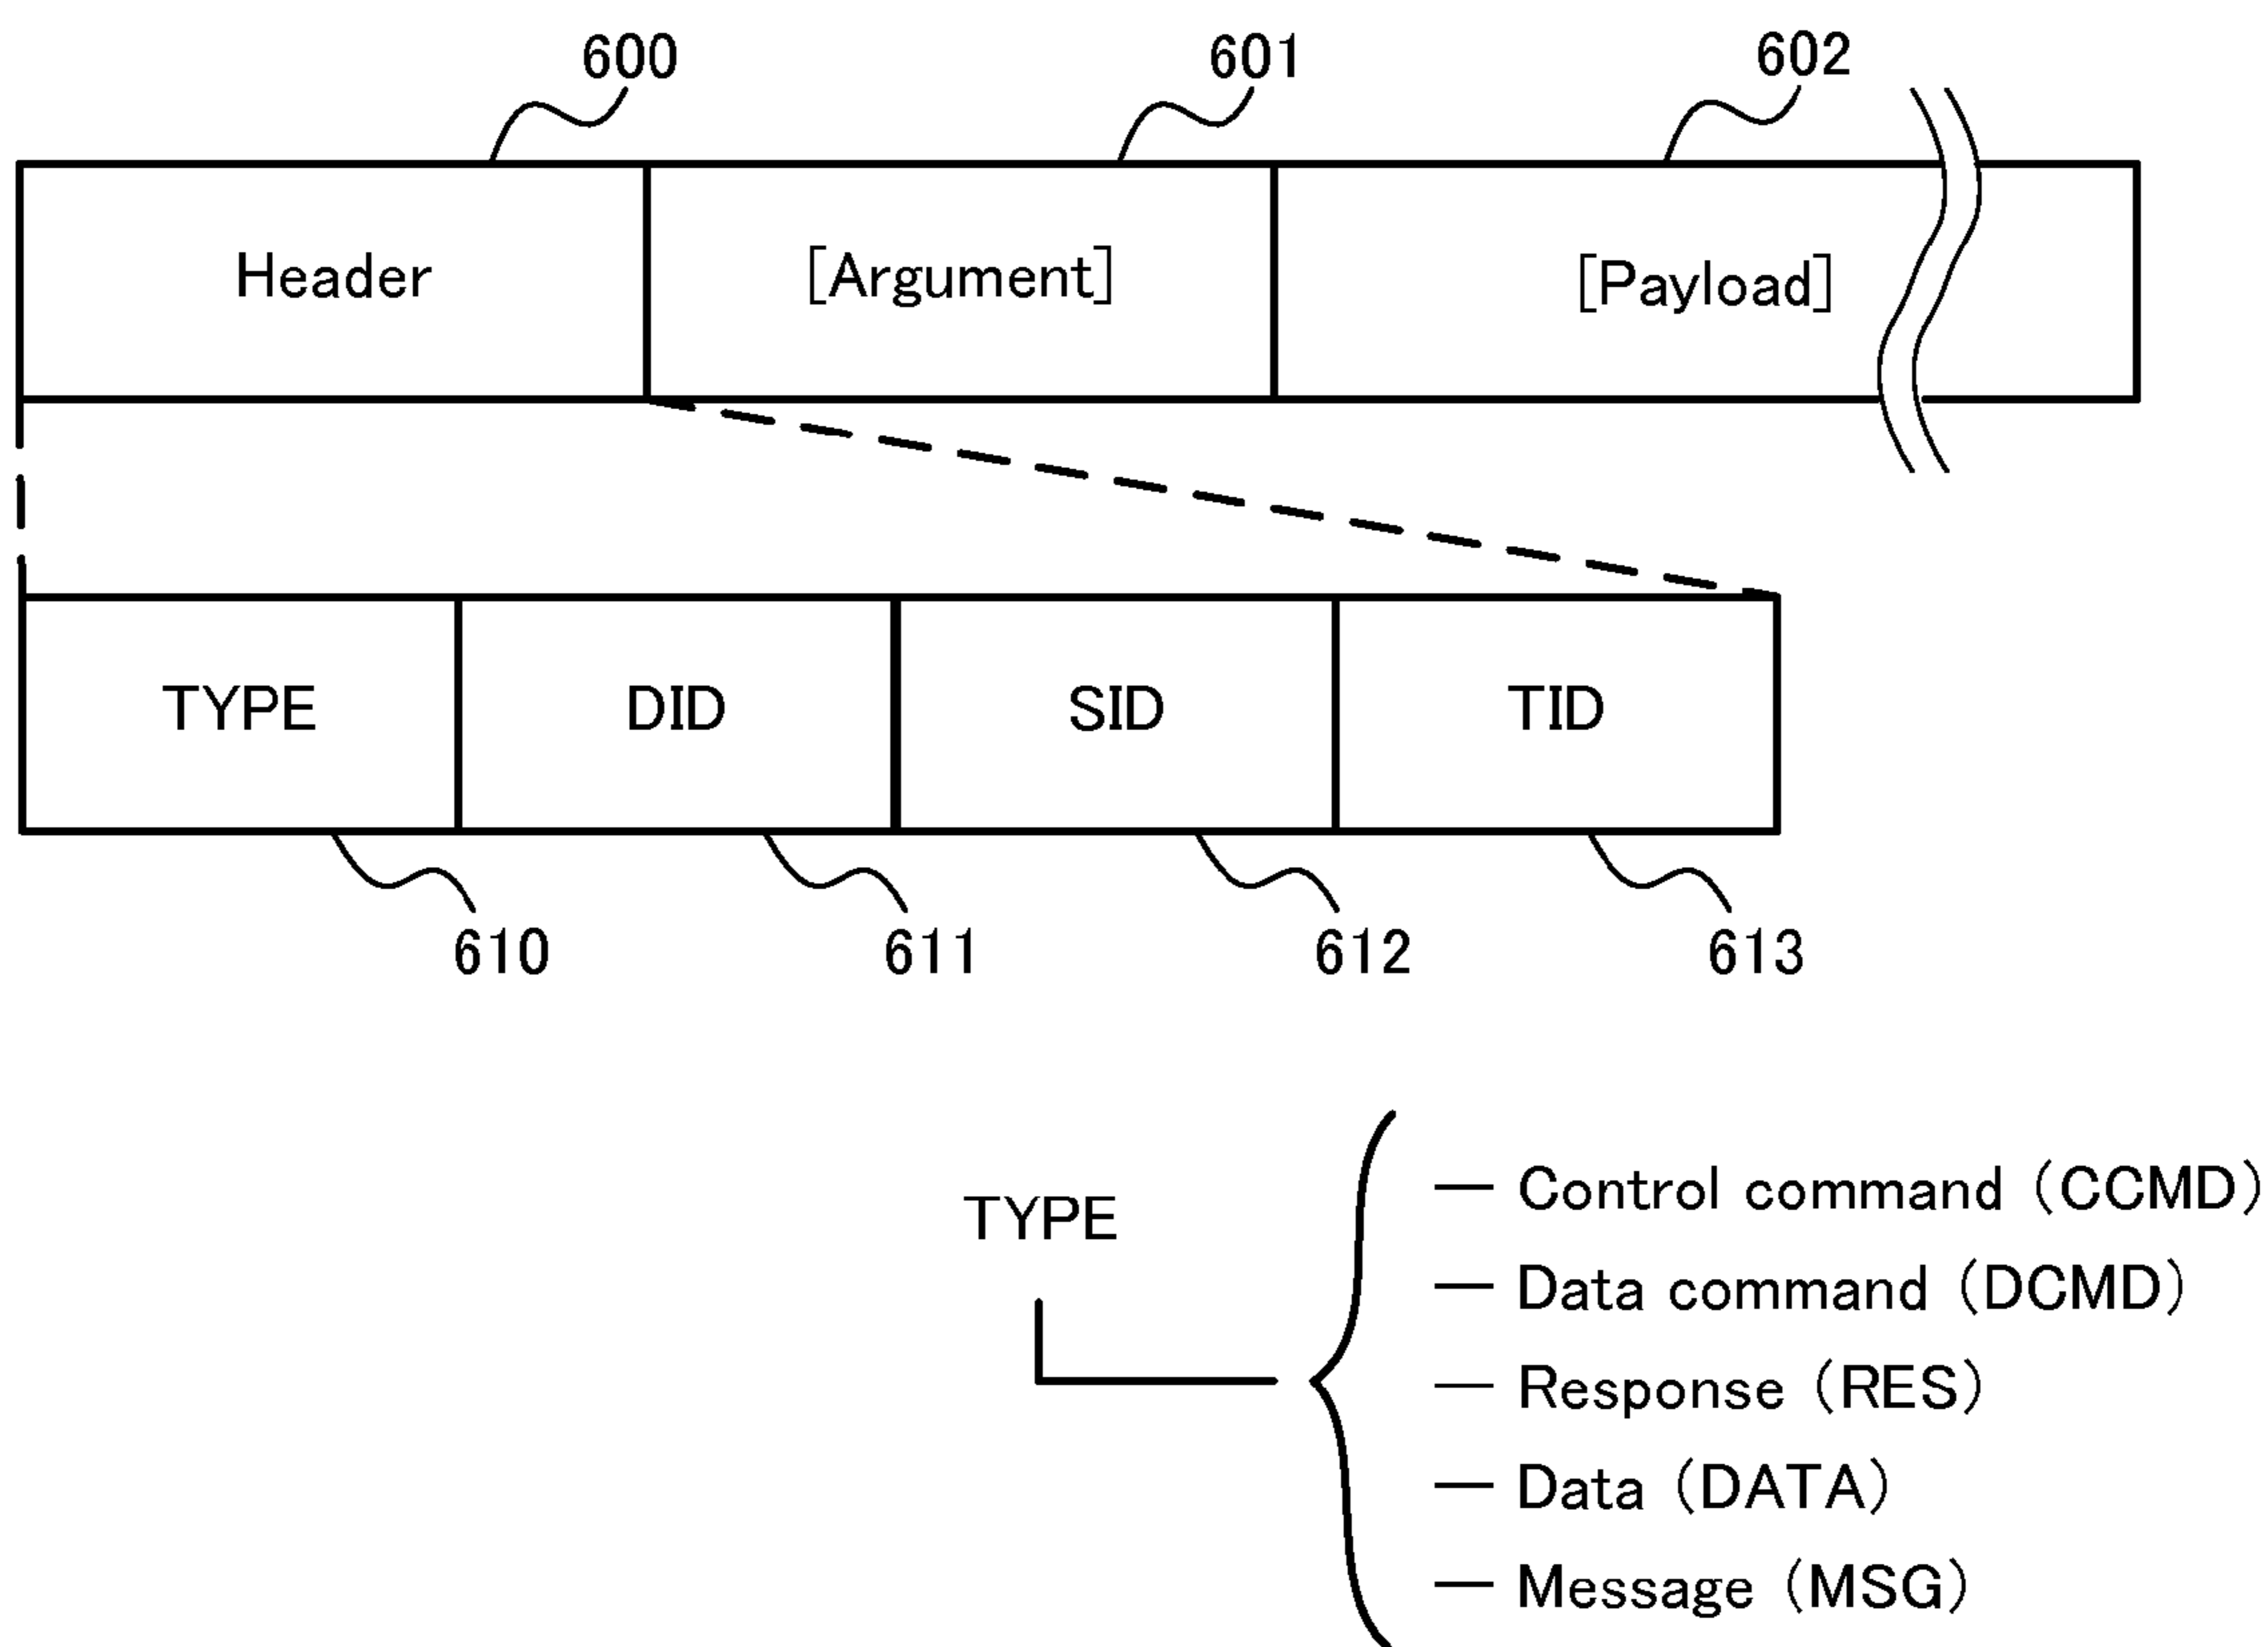 600 601 602
Header [Argument] [Payload]
TYPE DID SID TID
610 611 612 613
TYPE
— Control command (CCMD)
— Data command (DCMD)
— Response (RES)
— Data (DATA)
— Message (MSG)